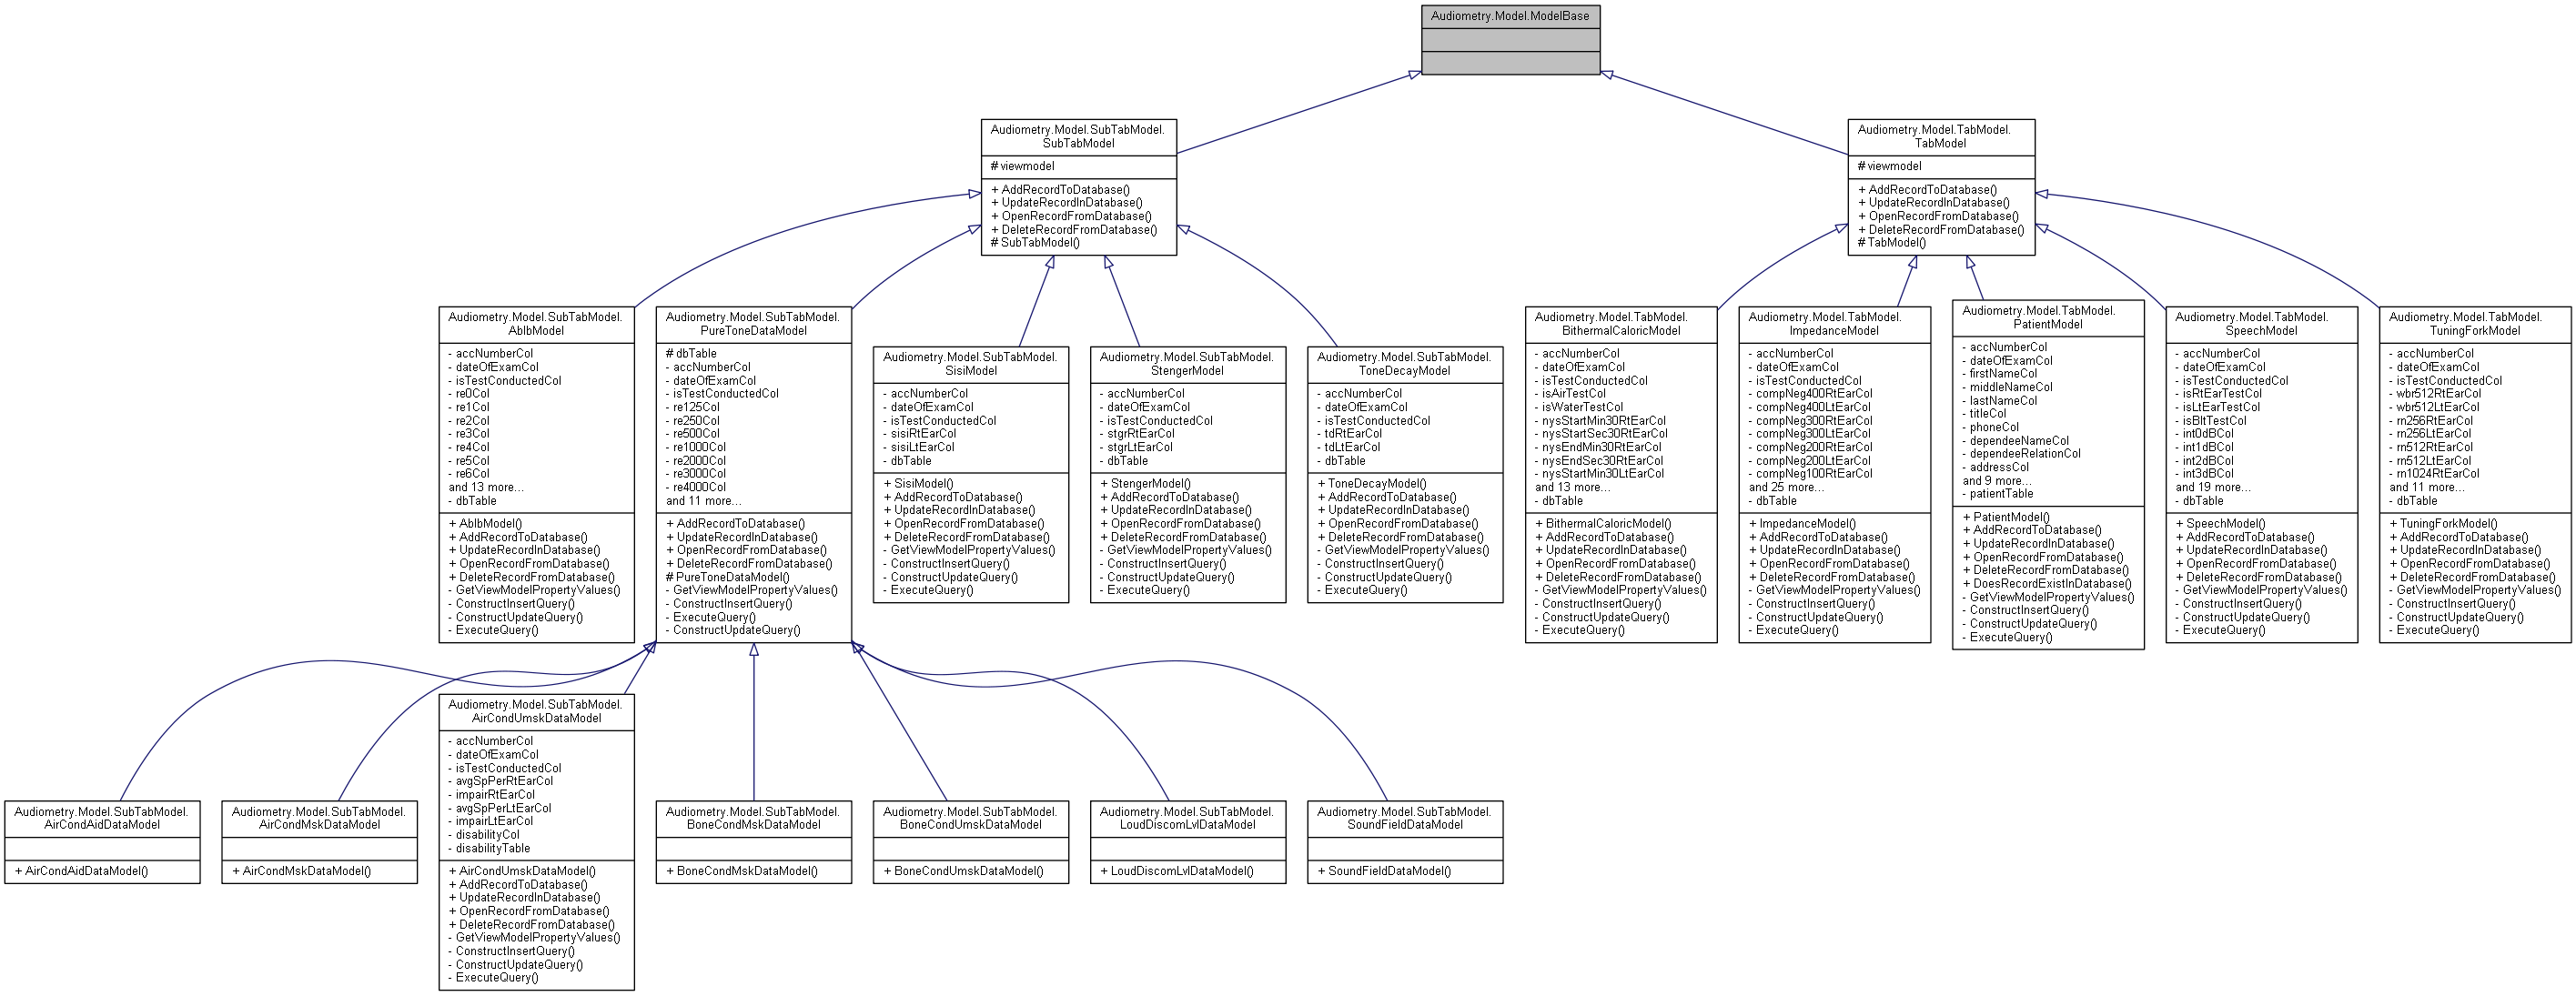 Audiometry.Model.ModelBase
Audiometry.Model.SubTabModel.
SubTabModel
# viewmodel
+ AddRecordToDatabase()
+ UpdateRecordInDatabase()
+ OpenRecordFromDatabase()
+ DeleteRecordFromDatabase()
# SubTabModel()
Audiometry.Model.TabModel.
TabModel
# viewmodel
+ AddRecordToDatabase()
+ UpdateRecordInDatabase()
+ OpenRecordFromDatabase()
+ DeleteRecordFromDatabase()
# TabModel()
Audiometry.Model.SubTabModel.
AblbModel
- accNumberCol
- dateOfExamCol
- isTestConductedCol
- re0Col
- re1Col
- re2Col
- re3Col
- re4Col
- re5Col
- re6Col
and 13 more...
- dbTable
+ AblbModel()
+ AddRecordToDatabase()
+ UpdateRecordInDatabase()
+ OpenRecordFromDatabase()
+ DeleteRecordFromDatabase()
- GetViewModelPropertyValues()
- ConstructInsertQuery()
- ConstructUpdateQuery()
- ExecuteQuery()
Audiometry.Model.SubTabModel.
PureToneDataModel
# dbTable
- accNumberCol
- dateOfExamCol
- isTestConductedCol
- re125Col
- re250Col
- re500Col
- re1000Col
- re2000Col
- re3000Col
- re4000Col
and 11 more...
+ AddRecordToDatabase()
+ UpdateRecordInDatabase()
+ OpenRecordFromDatabase()
+ DeleteRecordFromDatabase()
# PureToneDataModel()
- GetViewModelPropertyValues()
- ConstructInsertQuery()
- ExecuteQuery()
- ConstructUpdateQuery()
Audiometry.Model.SubTabModel.
SisiModel
- accNumberCol
- dateOfExamCol
- isTestConductedCol
- sisiRtEarCol
- sisiLtEarCol
- dbTable
+ SisiModel()
+ AddRecordToDatabase()
+ UpdateRecordInDatabase()
+ OpenRecordFromDatabase()
+ DeleteRecordFromDatabase()
- GetViewModelPropertyValues()
- ConstructInsertQuery()
- ConstructUpdateQuery()
- ExecuteQuery()
Audiometry.Model.SubTabModel.
StengerModel
- accNumberCol
- dateOfExamCol
- isTestConductedCol
- stgrRtEarCol
- stgrLtEarCol
- dbTable
+ StengerModel()
+ AddRecordToDatabase()
+ UpdateRecordInDatabase()
+ OpenRecordFromDatabase()
+ DeleteRecordFromDatabase()
- GetViewModelPropertyValues()
- ConstructInsertQuery()
- ConstructUpdateQuery()
- ExecuteQuery()
Audiometry.Model.SubTabModel.
ToneDecayModel
- accNumberCol
- dateOfExamCol
- isTestConductedCol
- tdRtEarCol
- tdLtEarCol
- dbTable
+ ToneDecayModel()
+ AddRecordToDatabase()
+ UpdateRecordInDatabase()
+ OpenRecordFromDatabase()
+ DeleteRecordFromDatabase()
- GetViewModelPropertyValues()
- ConstructInsertQuery()
- ConstructUpdateQuery()
- ExecuteQuery()
Audiometry.Model.TabModel.
BithermalCaloricModel
- accNumberCol
- dateOfExamCol
- isTestConductedCol
- isAirTestCol
- isWaterTestCol
- nysStartMin30RtEarCol
- nysStartSec30RtEarCol
- nysEndMin30RtEarCol
- nysEndSec30RtEarCol
- nysStartMin30LtEarCol
and 13 more...
- dbTable
+ BithermalCaloricModel()
+ AddRecordToDatabase()
+ UpdateRecordInDatabase()
+ OpenRecordFromDatabase()
+ DeleteRecordFromDatabase()
- GetViewModelPropertyValues()
- ConstructInsertQuery()
- ConstructUpdateQuery()
- ExecuteQuery()
Audiometry.Model.TabModel.
ImpedanceModel
- accNumberCol
- dateOfExamCol
- isTestConductedCol
- compNeg400RtEarCol
- compNeg400LtEarCol
- compNeg300RtEarCol
- compNeg300LtEarCol
- compNeg200RtEarCol
- compNeg200LtEarCol
- compNeg100RtEarCol
and 25 more...
- dbTable
+ ImpedanceModel()
+ AddRecordToDatabase()
+ UpdateRecordInDatabase()
+ OpenRecordFromDatabase()
+ DeleteRecordFromDatabase()
- GetViewModelPropertyValues()
- ConstructInsertQuery()
- ConstructUpdateQuery()
- ExecuteQuery()
Audiometry.Model.TabModel.
PatientModel
- accNumberCol
- dateOfExamCol
- firstNameCol
- middleNameCol
- lastNameCol
- titleCol
- phoneCol
- dependeeNameCol
- dependeeRelationCol
- addressCol
and 9 more...
- patientTable
+ PatientModel()
+ AddRecordToDatabase()
+ UpdateRecordInDatabase()
+ OpenRecordFromDatabase()
+ DeleteRecordFromDatabase()
+ DoesRecordExistInDatabase()
- GetViewModelPropertyValues()
- ConstructInsertQuery()
- ConstructUpdateQuery()
- ExecuteQuery()
Audiometry.Model.TabModel.
SpeechModel
- accNumberCol
- dateOfExamCol
- isTestConductedCol
- isRtEarTestCol
- isLtEarTestCol
- isBltTestCol
- int0dBCol
- int1dBCol
- int2dBCol
- int3dBCol
and 19 more...
- dbTable
+ SpeechModel()
+ AddRecordToDatabase()
+ UpdateRecordInDatabase()
+ OpenRecordFromDatabase()
+ DeleteRecordFromDatabase()
- GetViewModelPropertyValues()
- ConstructInsertQuery()
- ConstructUpdateQuery()
- ExecuteQuery()
Audiometry.Model.TabModel.
TuningForkModel
- accNumberCol
- dateOfExamCol
- isTestConductedCol
- wbr512RtEarCol
- wbr512LtEarCol
- rn256RtEarCol
- rn256LtEarCol
- rn512RtEarCol
- rn512LtEarCol
- rn1024RtEarCol
and 11 more...
- dbTable
+ TuningForkModel()
+ AddRecordToDatabase()
+ UpdateRecordInDatabase()
+ OpenRecordFromDatabase()
+ DeleteRecordFromDatabase()
- GetViewModelPropertyValues()
- ConstructInsertQuery()
- ConstructUpdateQuery()
- ExecuteQuery()
Audiometry.Model.SubTabModel.
AirCondAidDataModel
+ AirCondAidDataModel()
Audiometry.Model.SubTabModel.
AirCondMskDataModel
+ AirCondMskDataModel()
Audiometry.Model.SubTabModel.
AirCondUmskDataModel
- accNumberCol
- dateOfExamCol
- isTestConductedCol
- avgSpPerRtEarCol
- impairRtEarCol
- avgSpPerLtEarCol
- impairLtEarCol
- disabilityCol
- disabilityTable
+ AirCondUmskDataModel()
+ AddRecordToDatabase()
+ UpdateRecordInDatabase()
+ OpenRecordFromDatabase()
+ DeleteRecordFromDatabase()
- GetViewModelPropertyValues()
- ConstructInsertQuery()
- ConstructUpdateQuery()
- ExecuteQuery()
Audiometry.Model.SubTabModel.
BoneCondMskDataModel
+ BoneCondMskDataModel()
Audiometry.Model.SubTabModel.
BoneCondUmskDataModel
+ BoneCondUmskDataModel()
Audiometry.Model.SubTabModel.
LoudDiscomLvlDataModel
+ LoudDiscomLvlDataModel()
Audiometry.Model.SubTabModel.
SoundFieldDataModel
+ SoundFieldDataModel()